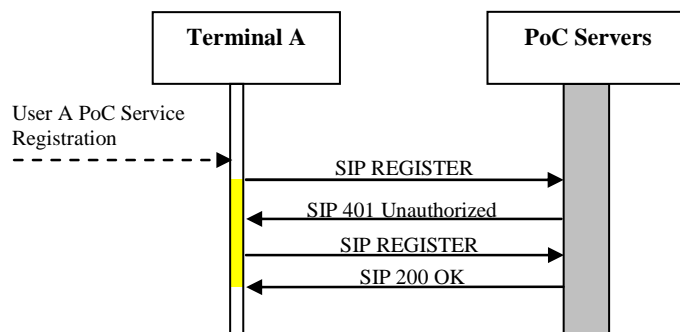 Terminal A
PoC Servers
User A PoC Service
Registration
SIP REGISTER
SIP 401 Unauthorized
SIP REGISTER
SIP 200 OK